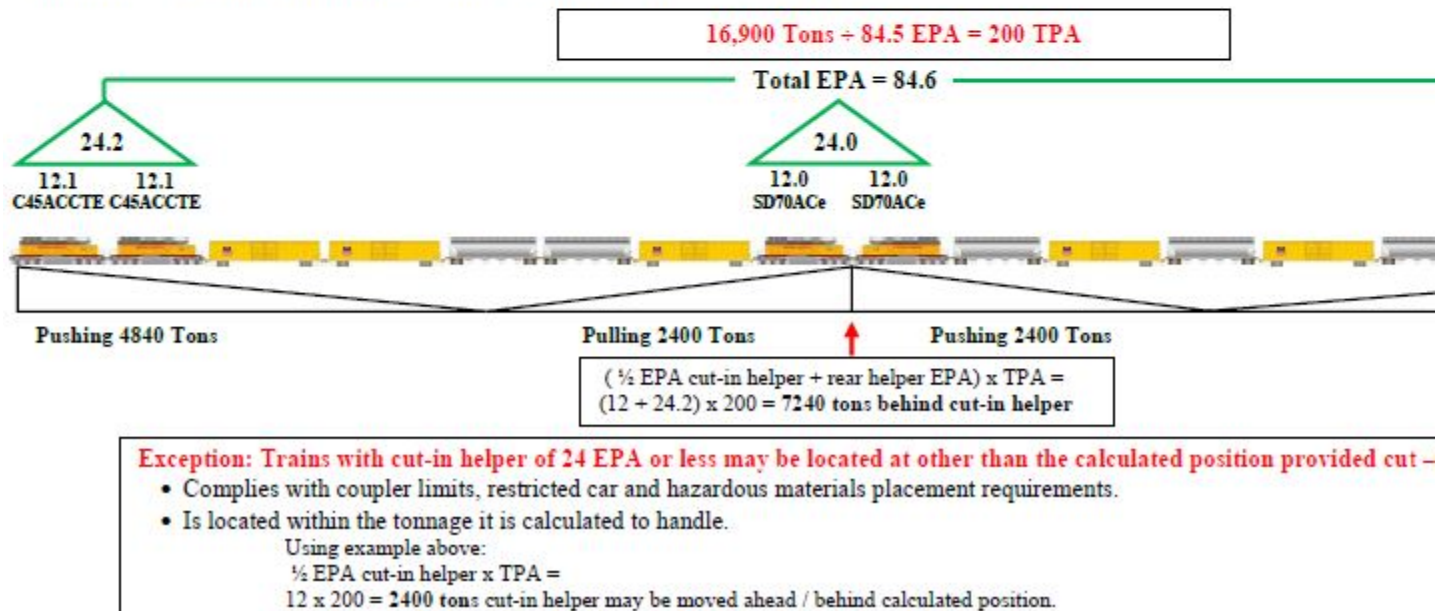 16,900 Tons ÷ 84.5 EPA = 200 TPA
Total EPA = 84.6
24.2
24.0
12.1 12.1
C45ACCTE C45ACCTE
12.0 12.0
SD70ACe SD70ACe
Pushing 4840 Tons
Pulling 2400 Tons
Pushing 2400 Tons
( ½ EPA cut-in helper + rear helper EPA) x TPA =
(12 + 24.2) x 200 = 7240 tons behind cut-in helper
Exception: Trains with cut-in helper of 24 EPA or less may be located at other than the calculated position provided cut –
• Complies with coupler limits, restricted car and hazardous materials placement requirements.
• Is located within the tonnage it is calculated to handle.
Using example above:
½ EPA cut-in helper x TPA =
12 x 200 = 2400 tons cut-in helper may be moved ahead / behind calculated position.